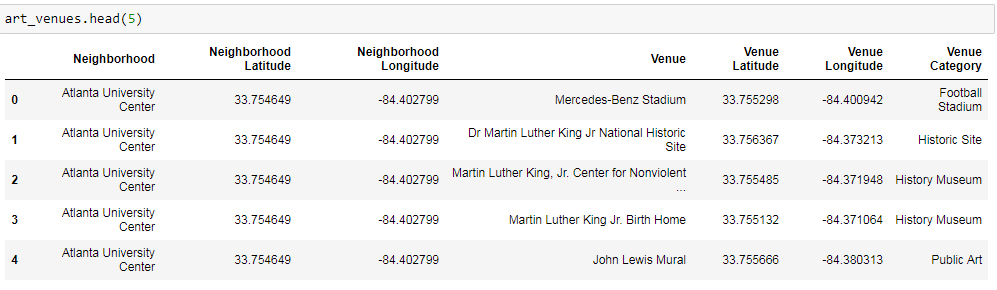 art_venues.head(5)
Neighborhood Neighborhood Latitude Neighborhood Longitude Venue Venue Latitude Venue Longitude Venue Category
0 Atlanta University Center 33.754649 -84.402799 Mercedes-Benz Stadium 33.755298 -84.400942 Football Stadium
1 Atlanta University Center 33.754649 -84.402799 Dr Martin Luther King Jr National Historic Site 33.756367 -84.373213 Historic Site
2 Atlanta University Center 33.754649 -84.402799 Martin Luther King, Jr. Center for Nonviolent ... 33.755485 -84.371948 History Museum
3 Atlanta University Center 33.754649 -84.402799 Martin Luther King Jr. Birth Home 33.755132 -84.371064 History Museum
4 Atlanta University Center 33.754649 -84.402799 John Lewis Mural 33.755666 -84.380313 Public Art